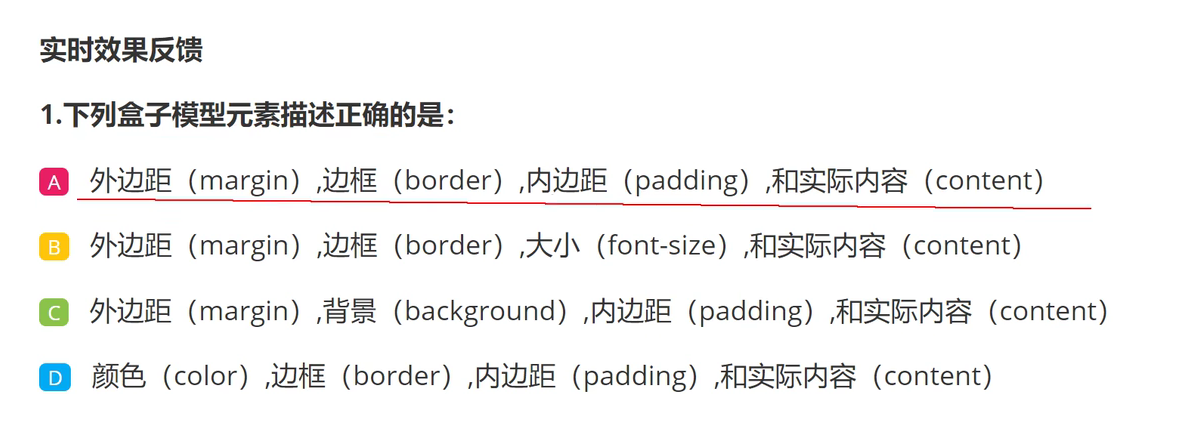 实时效果反馈
1.下列盒子模型元素描述正确的是：
A 外边距（margin）,边框（border）,内边距（padding）,和实际内容（content）
B 外边距（margin）,边框（border）,大小（font-size）,和实际内容（content）
C 外边距（margin）,背景（background）,内边距（padding）,和实际内容（content）
D 颜色（color）,边框（border）,内边距（padding）,和实际内容（content）